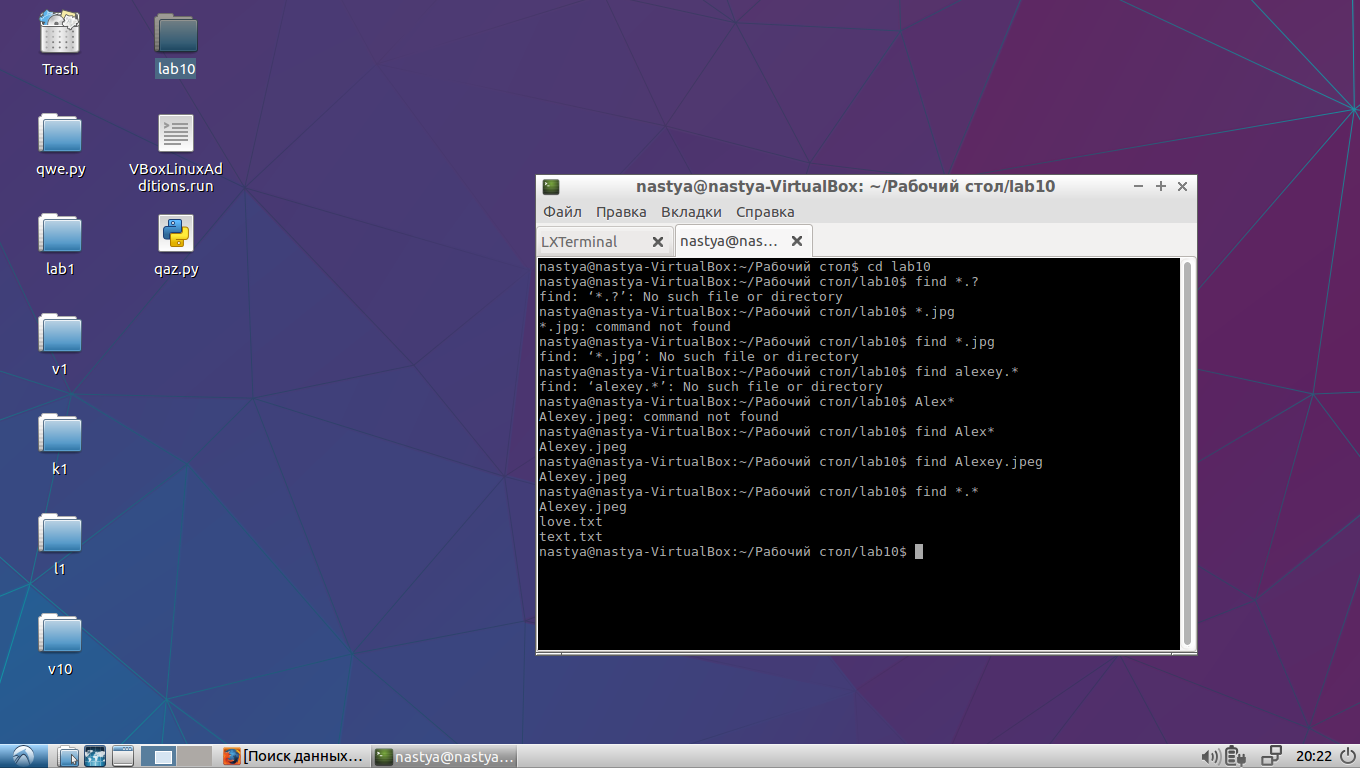 Trash
lab10
qwe.py
VBoxLinuxAd
ditions.run
lab1
qaz.py
v1
k1
l1
v10
nastya@nastya-VirtualBox: ~/Рабочий стол/lab10
Файл Правка Вкладки Справка
LXTerminal nastya@nas...
nastya@nastya-VirtualBox:~/Рабочий стол$ cd lab10
nastya@nastya-VirtualBox:~/Рабочий стол/lab10$ find *.?
find: ‘*.?’: No such file or directory
nastya@nastya-VirtualBox:~/Рабочий стол/lab10$ *.jpg
*.jpg: command not found
nastya@nastya-VirtualBox:~/Рабочий стол/lab10$ find *.jpg
find: ‘*.jpg’: No such file or directory
nastya@nastya-VirtualBox:~/Рабочий стол/lab10$ find alexey.*
find: ‘alexey.*’: No such file or directory
nastya@nastya-VirtualBox:~/Рабочий стол/lab10$ Alex*
Alexey.jpeg: command not found
nastya@nastya-VirtualBox:~/Рабочий стол/lab10$ find Alex*
Alexey.jpeg
nastya@nastya-VirtualBox:~/Рабочий стол/lab10$ find Alexey.jpeg
Alexey.jpeg
nastya@nastya-VirtualBox:~/Рабочий стол/lab10$ find *.*
Alexey.jpeg
love.txt
text.txt
nastya@nastya-VirtualBox:~/Рабочий стол/lab10$
[Поиск данных... nastya@nastya... 20:22